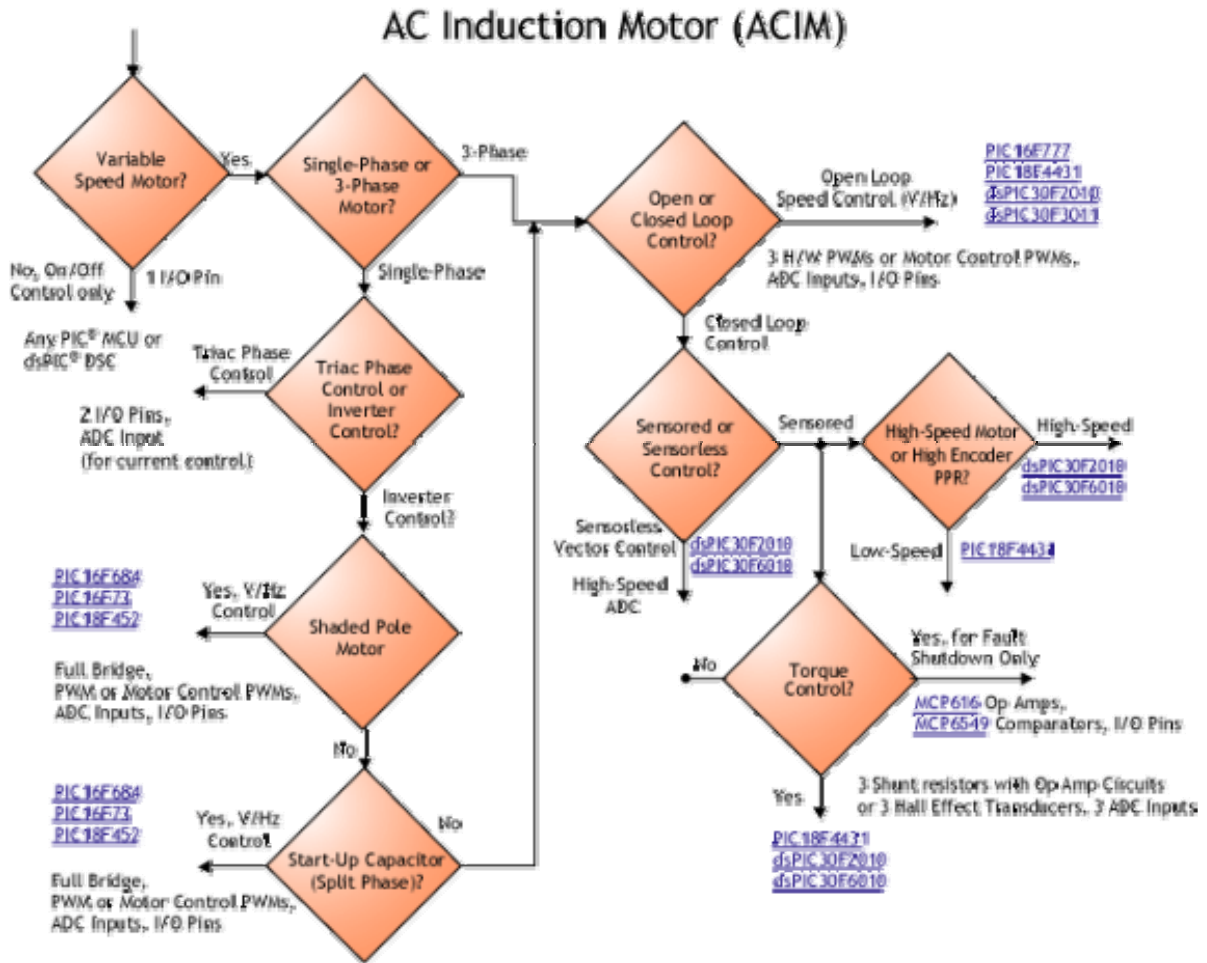 AC Induction Motor (ACIM)
Variable
Speed Motor?
Yes
Single-Phase or
3-Phase
Motor?
3-Phase
Open or
Closed Loop
Control?
Open Loop
Speed Control (V/Hz)
PIC16F777
PIC18F4431
dsPIC30F2010
dsPIC30F3011
3 H/W PWMs or Motor Control PWMs,
ADC Inputs, I/O Pins
No, On/Off
Control only
1 I/O Pin
Any PIC® MCU or
dsPIC® DSC
Single-Phase
Triac Phase
Control
Triac Phase
Control or
Inverter
Control?
2 I/O Pins,
ADC Input
(for current control)
Closed Loop
Control
Sensored or
Sensorless
Control?
Sensored
High-Speed Motor
or High Encoder
PPR?
High-Speed
dsPIC30F2010
dsPIC30F6010
Inverter
Control?
Sensorless
Vector Control
dsPIC30F2010
dsPIC30F6010
High-Speed
ADC
Low-Speed
PIC18F4431
PIC16F684
PIC16F73
PIC18F452
Yes, V/Hz
Control
Shaded Pole
Motor
Full Bridge,
PWM or Motor Control PWMs,
ADC Inputs, I/O Pins
No
No
Torque
Control?
Yes, for Fault
Shutdown Only
MCP616 Op Amps,
MCP6549 Comparators, I/O Pins
PIC16F684
PIC16F73
PIC18F452
Yes, V/Hz
Control
Start-Up Capacitor
(Split Phase)?
No
Full Bridge,
PWM or Motor Control PWMs,
ADC Inputs, I/O Pins
Yes
3 Shunt resistors with Op Amp Circuits
or 3 Hall Effect Transducers, 3 ADC Inputs
PIC18F4431
dsPIC30F2010
dsPIC30F6010